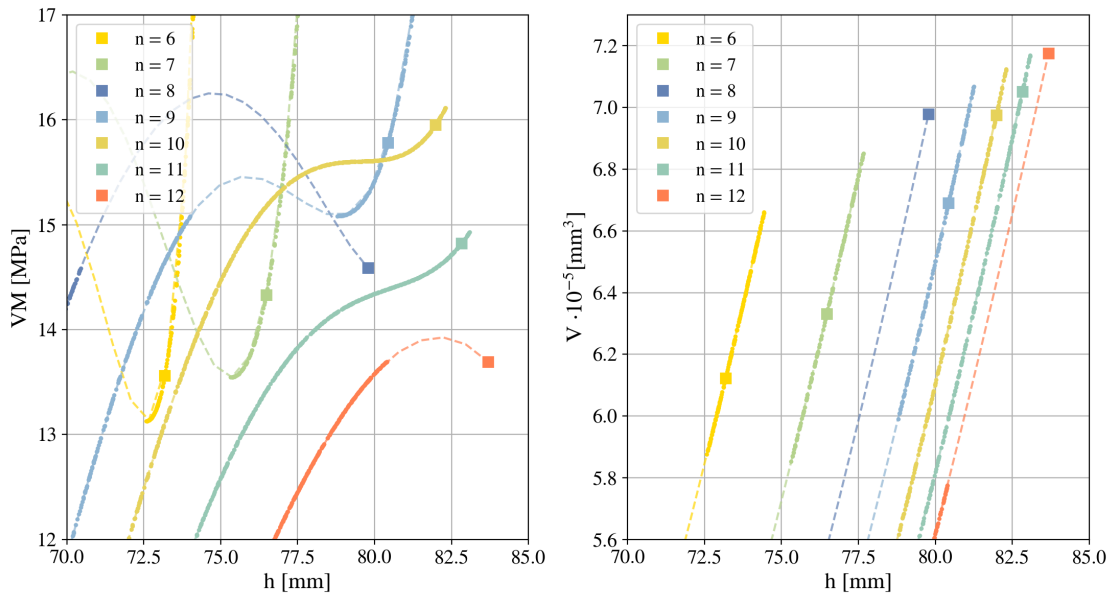 17
16
15
14
13
12
VM [MPa]
n = 6
n = 7
n = 8
n = 9
n = 10
n = 11
n = 12
70.0 72.5 75.0 77.5 80.0 82.5 85.0
h [mm]
7.2
7.0
6.8
6.6
6.4
6.2
6.0
5.8
5.6
V ·10⁻⁵[mm³]
n = 6
n = 7
n = 8
n = 9
n = 10
n = 11
n = 12
70.0 72.5 75.0 77.5 80.0 82.5 85.0
h [mm]